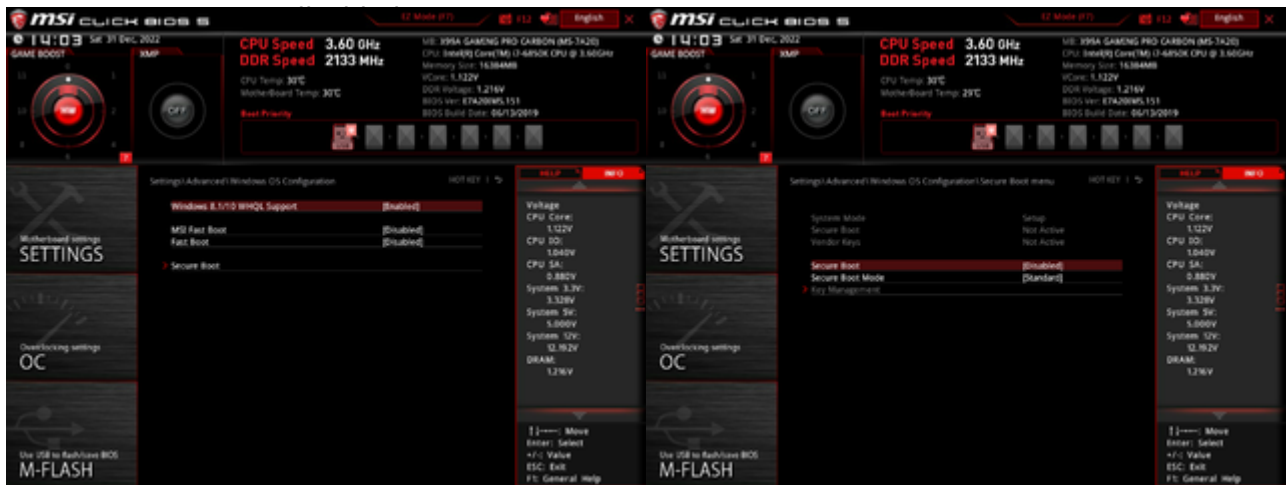 msi CLICK BIOS 5
EZ Mode (F7)
F12
English
14:03 Sat 31 Dec, 2022
GAME BOOST
XMP
OFF
CPU Speed 3.60 GHz
DDR Speed 2133 MHz
CPU Temp: 30°C
MotherBoard Temp: 30°C
MB: X99A GAMING PRO CARBON (MS-7A20)
CPU: Intel(R) Core(TM) i7-6850K CPU @ 3.60GHz
Memory Size: 16384MB
VCore: 1.122V
DDR Voltage: 1.216V
BIOS Ver: E7A20IMS.151
BIOS Build Date: 06/13/2019
Boot Priority
Motherboard settings
SETTINGS
Overclocking settings
OC
Use USB to flash/save BIOS
M-FLASH
Settings\Advanced\Windows OS Configuration
HOT KEY
Windows 8.1/10 WHQL Support [Enabled]
MSI Fast Boot [Disabled]
Fast Boot [Disabled]
> Secure Boot
HELP
INFO
Voltage
CPU Core:
1.122V
CPU IO:
1.040V
CPU SA:
0.880V
System 3.3V:
3.328V
System 5V:
5.000V
System 12V:
12.192V
DRAM:
1.216V
Move
Enter: Select
+/-: Value
ESC: Exit
F1: General Help
msi CLICK BIOS 5
EZ Mode (F7)
F12
English
14:03 Sat 31 Dec, 2022
GAME BOOST
XMP
OFF
CPU Speed 3.60 GHz
DDR Speed 2133 MHz
CPU Temp: 30°C
MotherBoard Temp: 29°C
MB: X99A GAMING PRO CARBON (MS-7A20)
CPU: Intel(R) Core(TM) i7-6850K CPU @ 3.60GHz
Memory Size: 16384MB
VCore: 1.122V
DDR Voltage: 1.216V
BIOS Ver: E7A20IMS.151
BIOS Build Date: 06/13/2019
Boot Priority
Motherboard settings
SETTINGS
Overclocking settings
OC
Use USB to flash/save BIOS
M-FLASH
Settings\Advanced\Windows OS Configuration\Secure Boot menu
HOT KEY
System Mode Setup
Secure Boot Not Active
Vendor Keys Not Active
Secure Boot [Disabled]
Secure Boot Mode [Standard]
> Key Management
HELP
INFO
Voltage
CPU Core:
1.122V
CPU IO:
1.040V
CPU SA:
0.880V
System 3.3V:
3.328V
System 5V:
5.000V
System 12V:
12.192V
DRAM:
1.216V
Move
Enter: Select
+/-: Value
ESC: Exit
F1: General Help